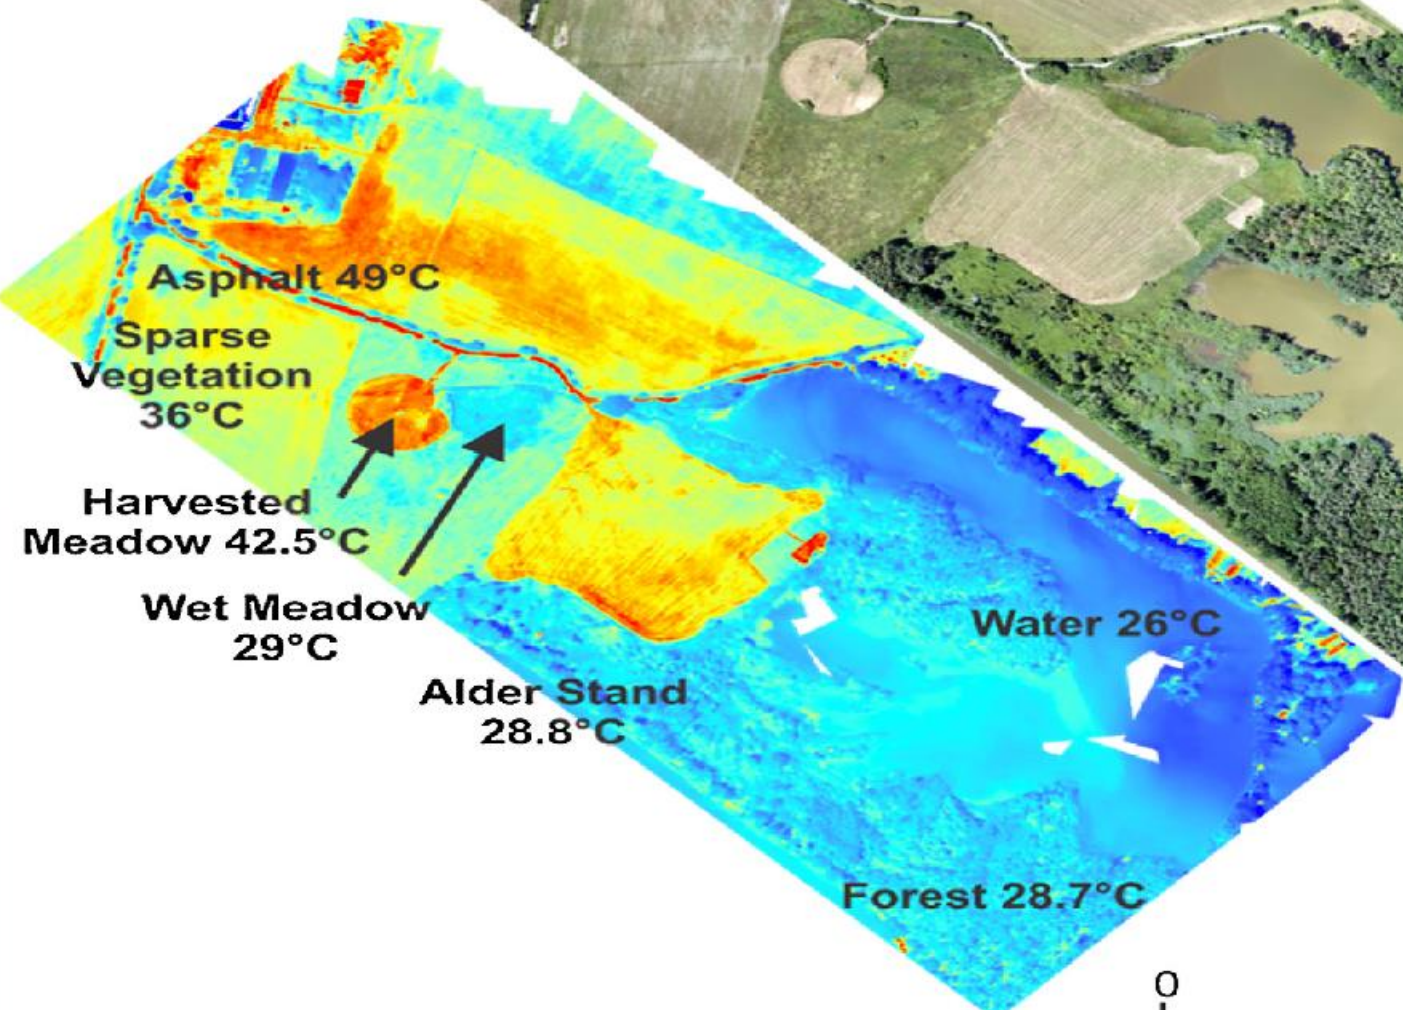 Asphalt 49°C
Sparse
Vegetation
36°C
Harvested
Meadow 42.5°C
Wet Meadow
29°C
Alder Stand
28.8°C
Water 26°C
Forest 28.7°C
0